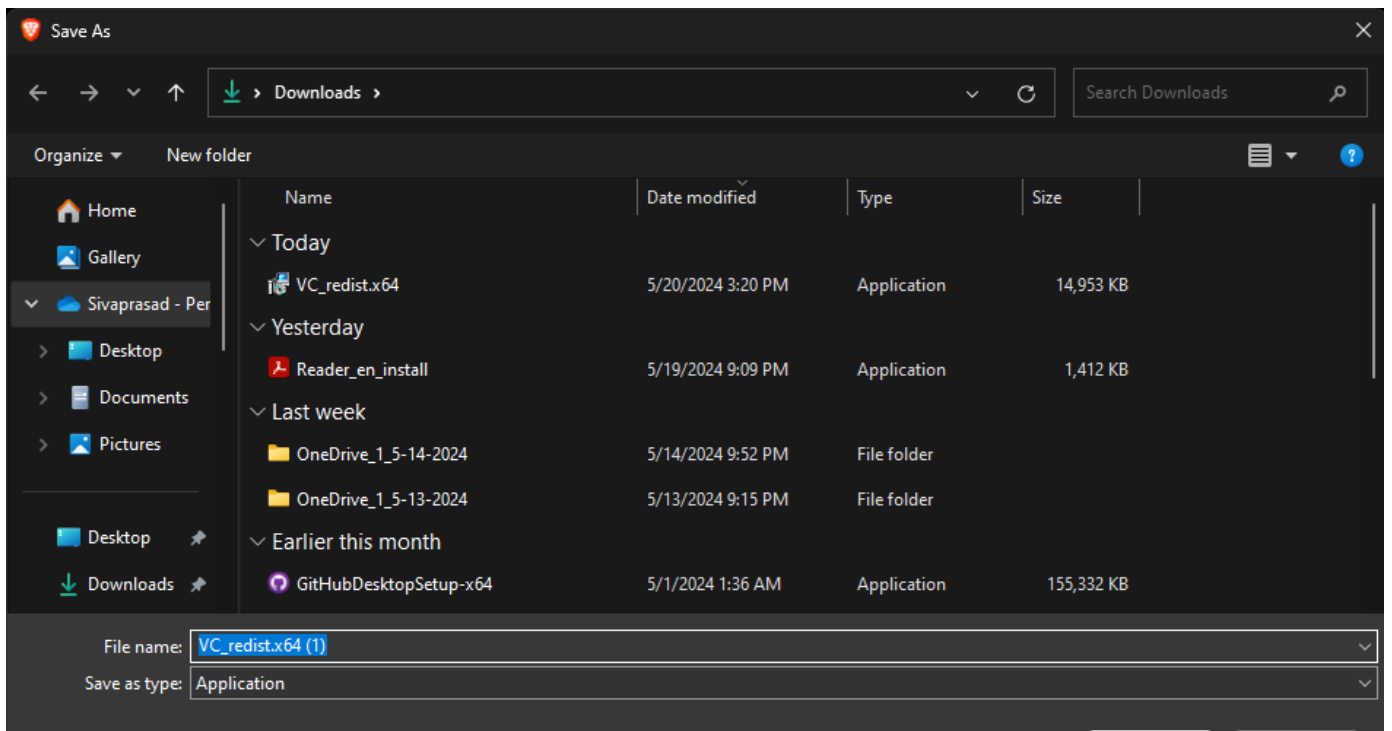 Save As
Downloads
Search Downloads
Organize
New folder
Name Date modified Type Size
Home
Gallery
Sivaprasad - Per
Desktop
Documents
Pictures
Desktop
Downloads
Today
VC_redist.x64 5/20/2024 3:20 PM Application 14,953 KB
Yesterday
Reader_en_install 5/19/2024 9:09 PM Application 1,412 KB
Last week
OneDrive_1_5-14-2024 5/14/2024 9:52 PM File folder
OneDrive_1_5-13-2024 5/13/2024 9:15 PM File folder
Earlier this month
GitHubDesktopSetup-x64 5/1/2024 1:36 AM Application 155,332 KB
File name: VC_redist.x64 (1)
Save as type: Application